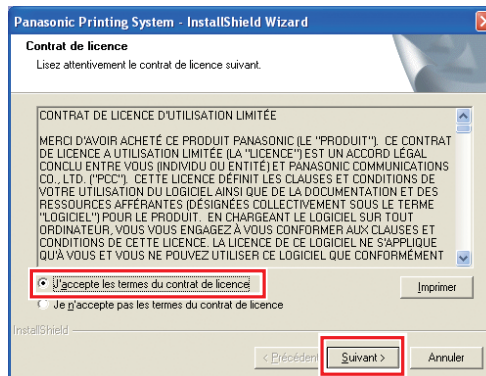 Panasonic Printing System - InstallShield Wizard
Contrat de licence
Lisez attentivement le contrat de licence suivant.
CONTRAT DE LICENCE D'UTILISATION LIMITÉE
MERCI D'AVOIR ACHETÉ CE PRODUIT PANASONIC (LE "PRODUIT"). CE CONTRAT
DE LICENCE A UTILISATION LIMITÉE (LA "LICENCE") EST UN ACCORD LÉGAL
CONCLU ENTRE VOUS (INDIVIDU OU ENTITÉ) ET PANASONIC COMMUNICATIONS
CO., LTD. ("PCC"). CETTE LICENCE DÉFINIT LES CLAUSES ET CONDITIONS DE
VOTRE UTILISATION DU LOGICIEL AINSI QUE DE LA DOCUMENTATION ET DES
RESSOURCES AFFÉRANTES (DÉSIGNÉES COLLECTIVEMENT SOUS LE TERME
"LOGICIEL") POUR LE PRODUIT. EN CHARGEANT LE LOGICIEL SUR TOUT
ORDINATEUR, VOUS VOUS ENGAGEZ À VOUS CONFORMER AUX CLAUSES ET
CONDITIONS DE CETTE LICENCE. LA LICENCE DE CE LOGICIEL NE S'APPLIQUE
QU'À VOUS ET VOUS NE POUVEZ UTILISER CE LOGICIEL QUE CONFORMÉMENT
J'accepte les termes du contrat de licence
Imprimer
Je n'accepte pas les termes du contrat de licence
InstallShield
< Précédent
Suivant >
Annuler